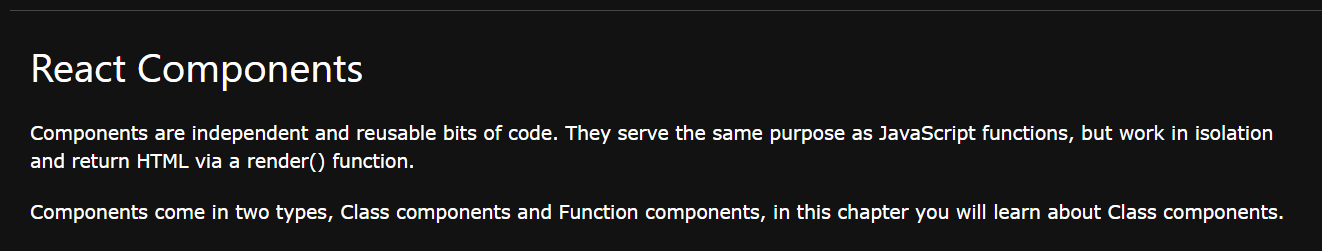 React Components
Components are independent and reusable bits of code. They serve the same purpose as JavaScript functions, but work in isolation
and return HTML via a render() function.
Components come in two types, Class components and Function components, in this chapter you will learn about Class components.